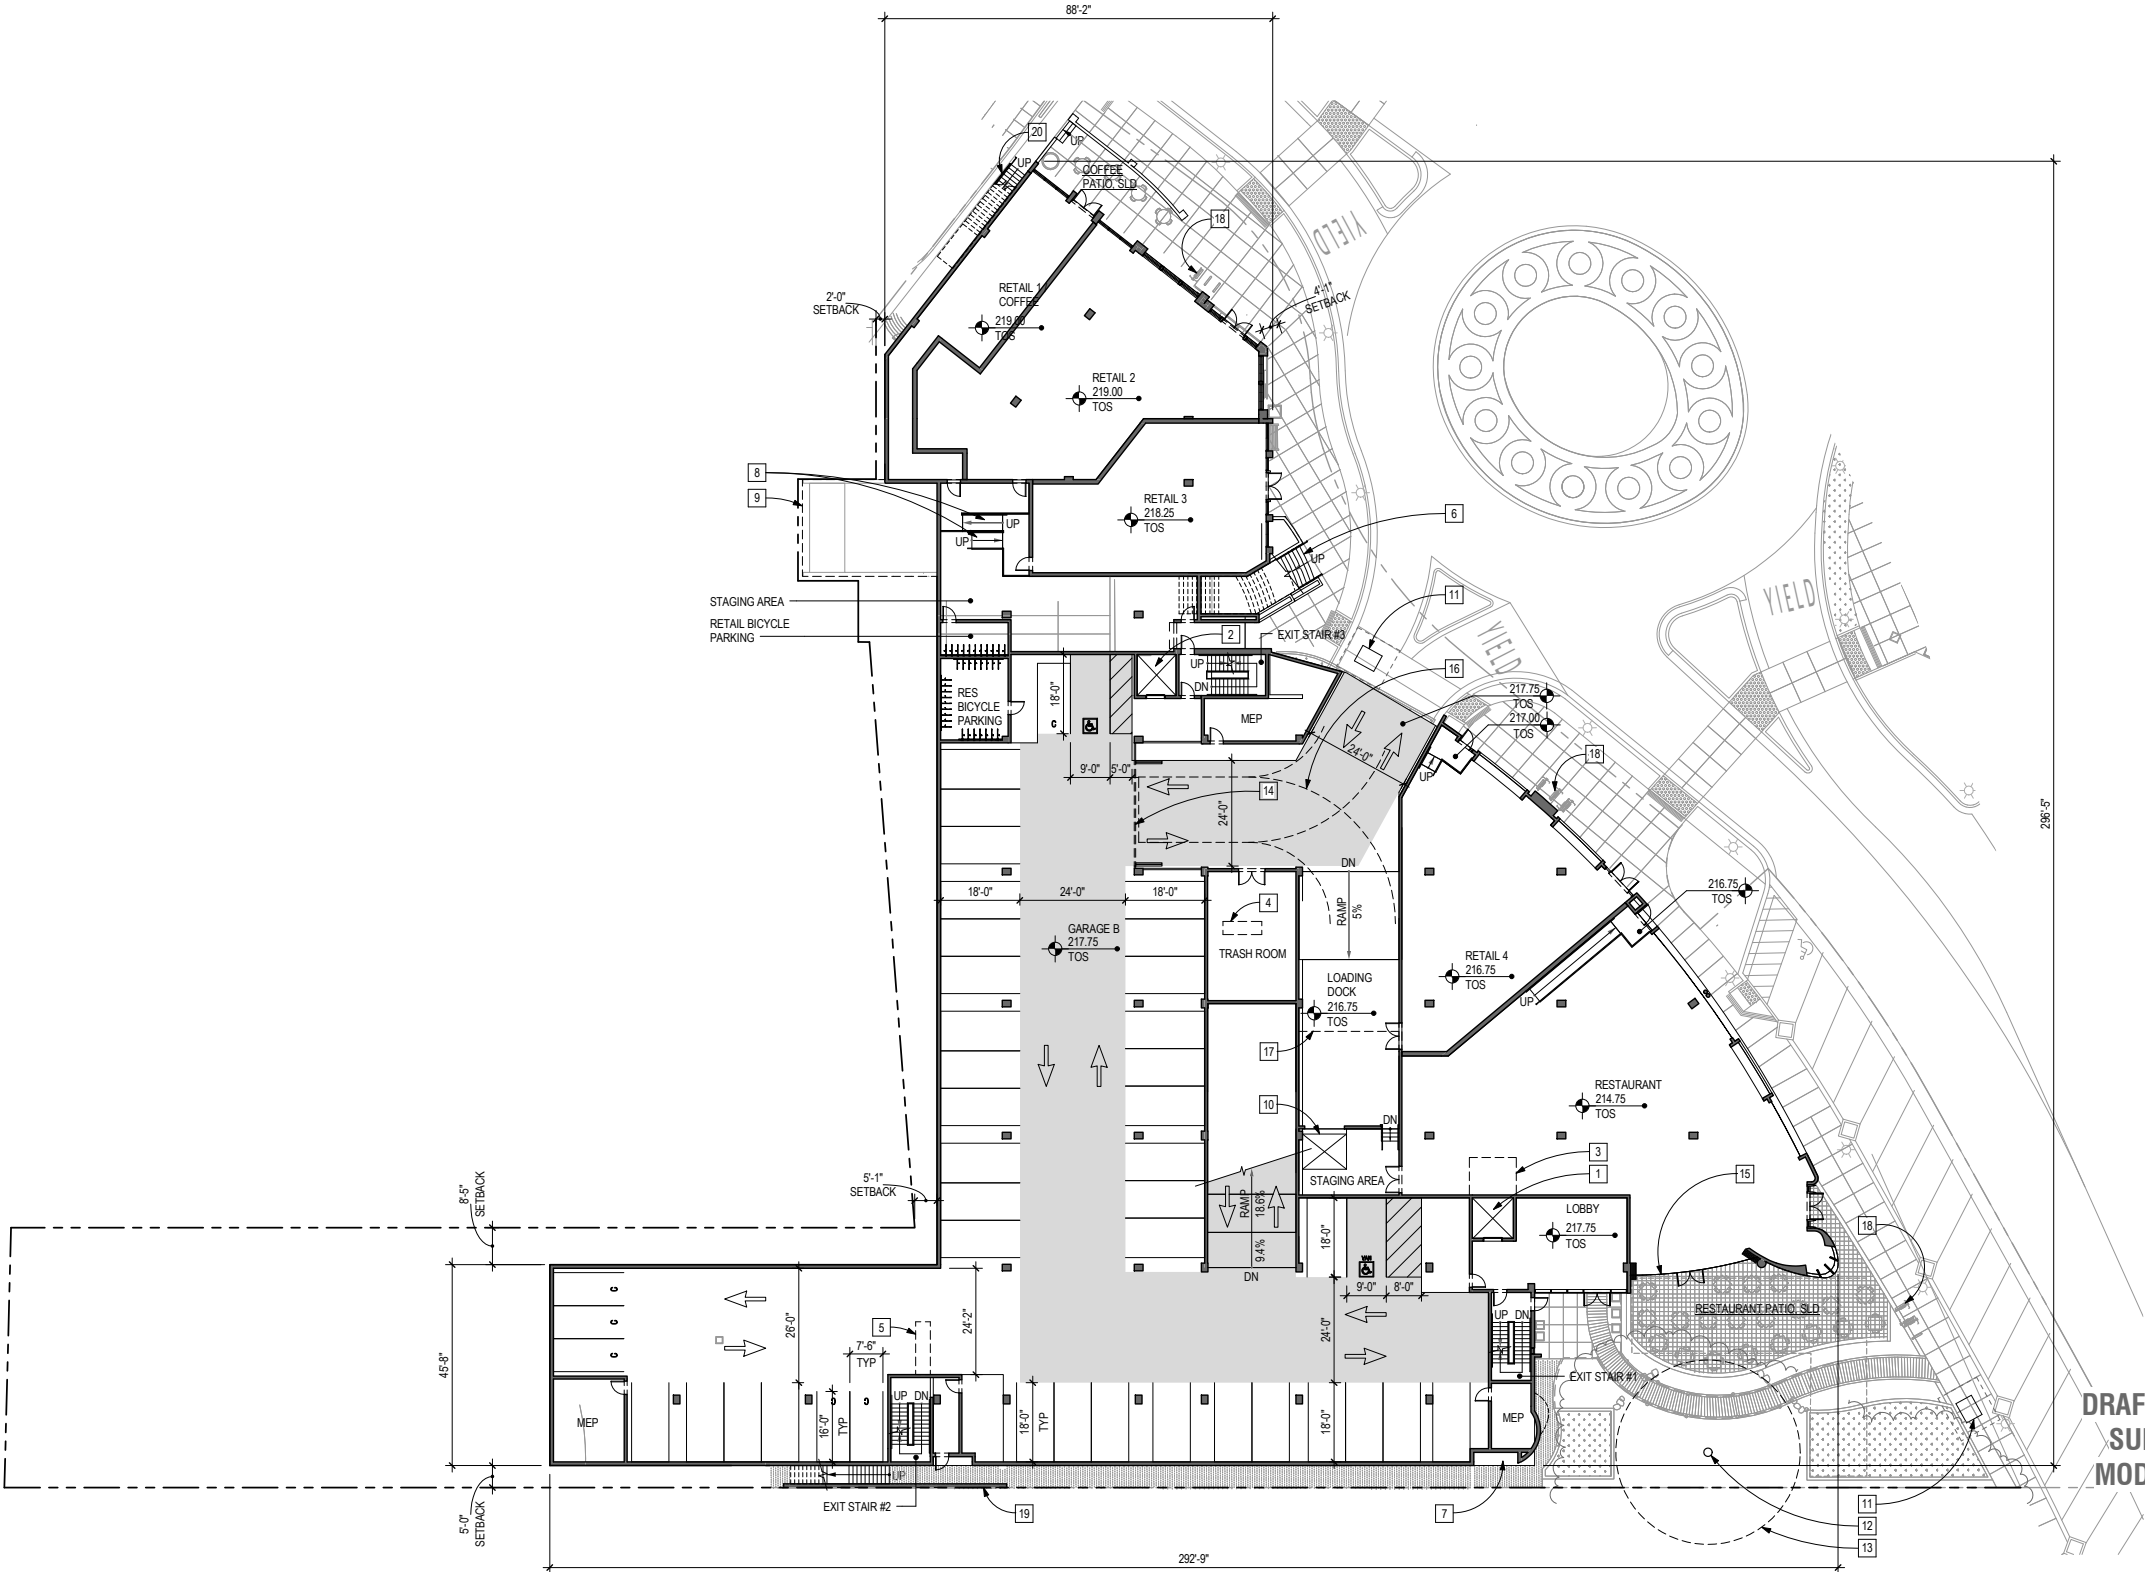 88'-2"
20
UP
UP
COFFEE
PATIO, SLD
18
YIELD
RETAIL 1
COFFEE
219.00
TOS
2'-0"
SETBACK
4'-1"
SETBACK
RETAIL 2
219.00
TOS
8
9
RETAIL 3
218.25
TOS
UP
UP
6
UP
YIELD
296'-5"
STAGING AREA
RETAIL BICYCLE
PARKING
11
2
EXIT STAIR #3
YIELD
16
UP
DN
18'-0"
C
RES
BICYCLE
PARKING
MEP
217.75
TOS
217.00
TOS
24'-0"
UP
18
9'-0"
5'-0"
14
24'-0"
DN
18'-0"
24'-0"
18'-0"
RAMP
5%
216.75
TOS
4
GARAGE B
217.75
TOS
TRASH ROOM
RETAIL 4
216.75
TOS
LOADING
DOCK
216.75
TOS
UP
17
RESTAURANT
214.75
TOS
10
DN
3
1
15
STAGING AREA
5'-1"
SETBACK
8'-5"
SETBACK
RAMP
18.6%
9.4%
DN
18'-0"
VAN
9'-0"
8'-0"
LOBBY
217.75
TOS
18
RESTAURANT PATIO, SLD
C
C
C
26'-0"
24'-2"
5
7'-6"
TYP
24'-0"
UP
DN
EXIT STAIR #1
45'-8"
MEP
16'-0"
TYP
C
C
UP
DN
18'-0"
TYP
18'-0"
MEP
DRAF
SU
MOD
UP
EXIT STAIR #2
19
7
11
12
13
5'-0"
SETBACK
292'-9"